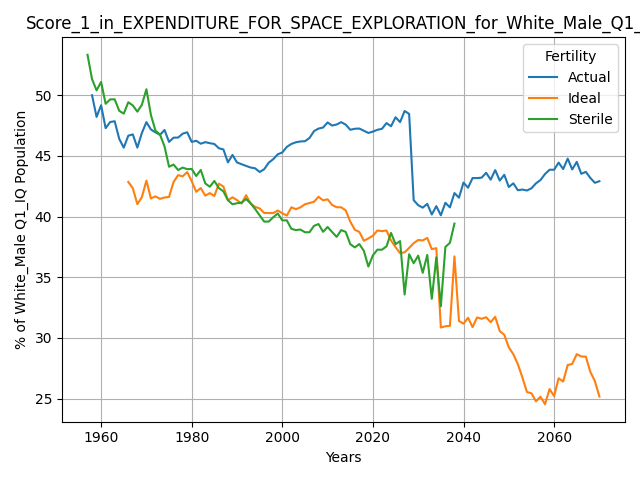 Score_1_in_EXPENDITURE_FOR_SPACE_EXPLORATION_for_White_Male_Q1_
% of White_Male Q1_IQ Population
50
45
40
35
30
25
1960
1980
2000
2020
2040
2060
Years
Fertility
Actual
Ideal
Sterile